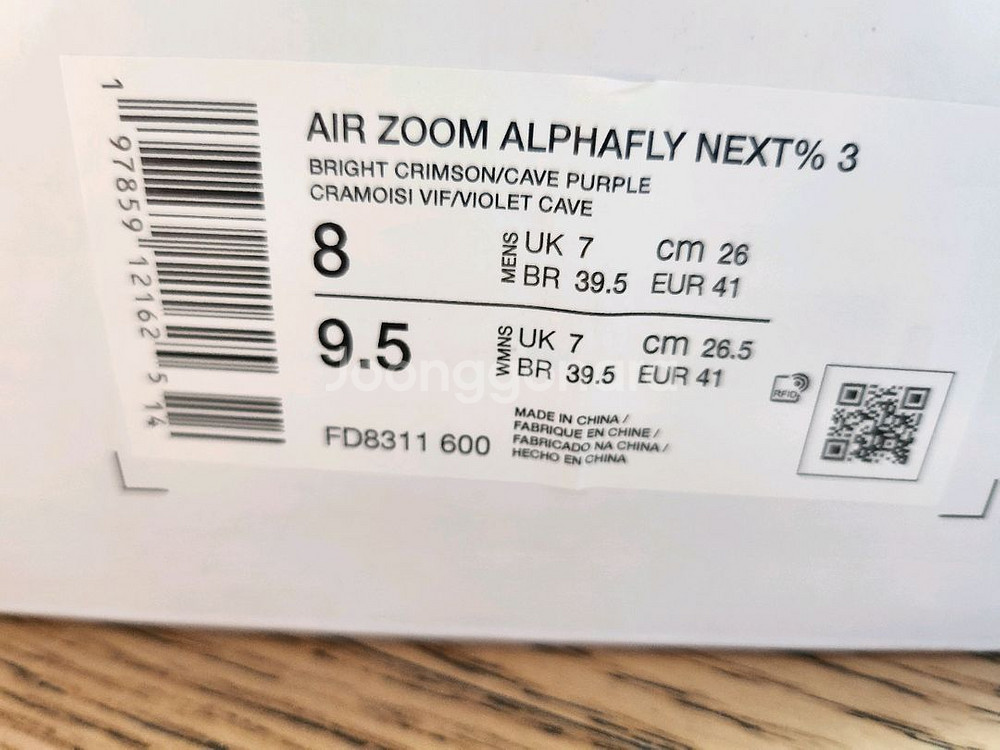 AIR ZOOM ALPHAFLY NEXT% 3
BRIGHT CRIMSON/CAVE PURPLE
CRAMOISI VIF/VIOLET CAVE
8 MENS UK 7 cm 26
BR 39.5 EUR 41
9.5 WMNS UK 7 cm 26.5
BR 39.5 EUR 41
FD8311 600
MADE IN CHINA /
FABRIQUE EN CHINE /
FABRICADO NA CHINA /
HECHO EN CHINA
RFID
1 97859 12162 5 14